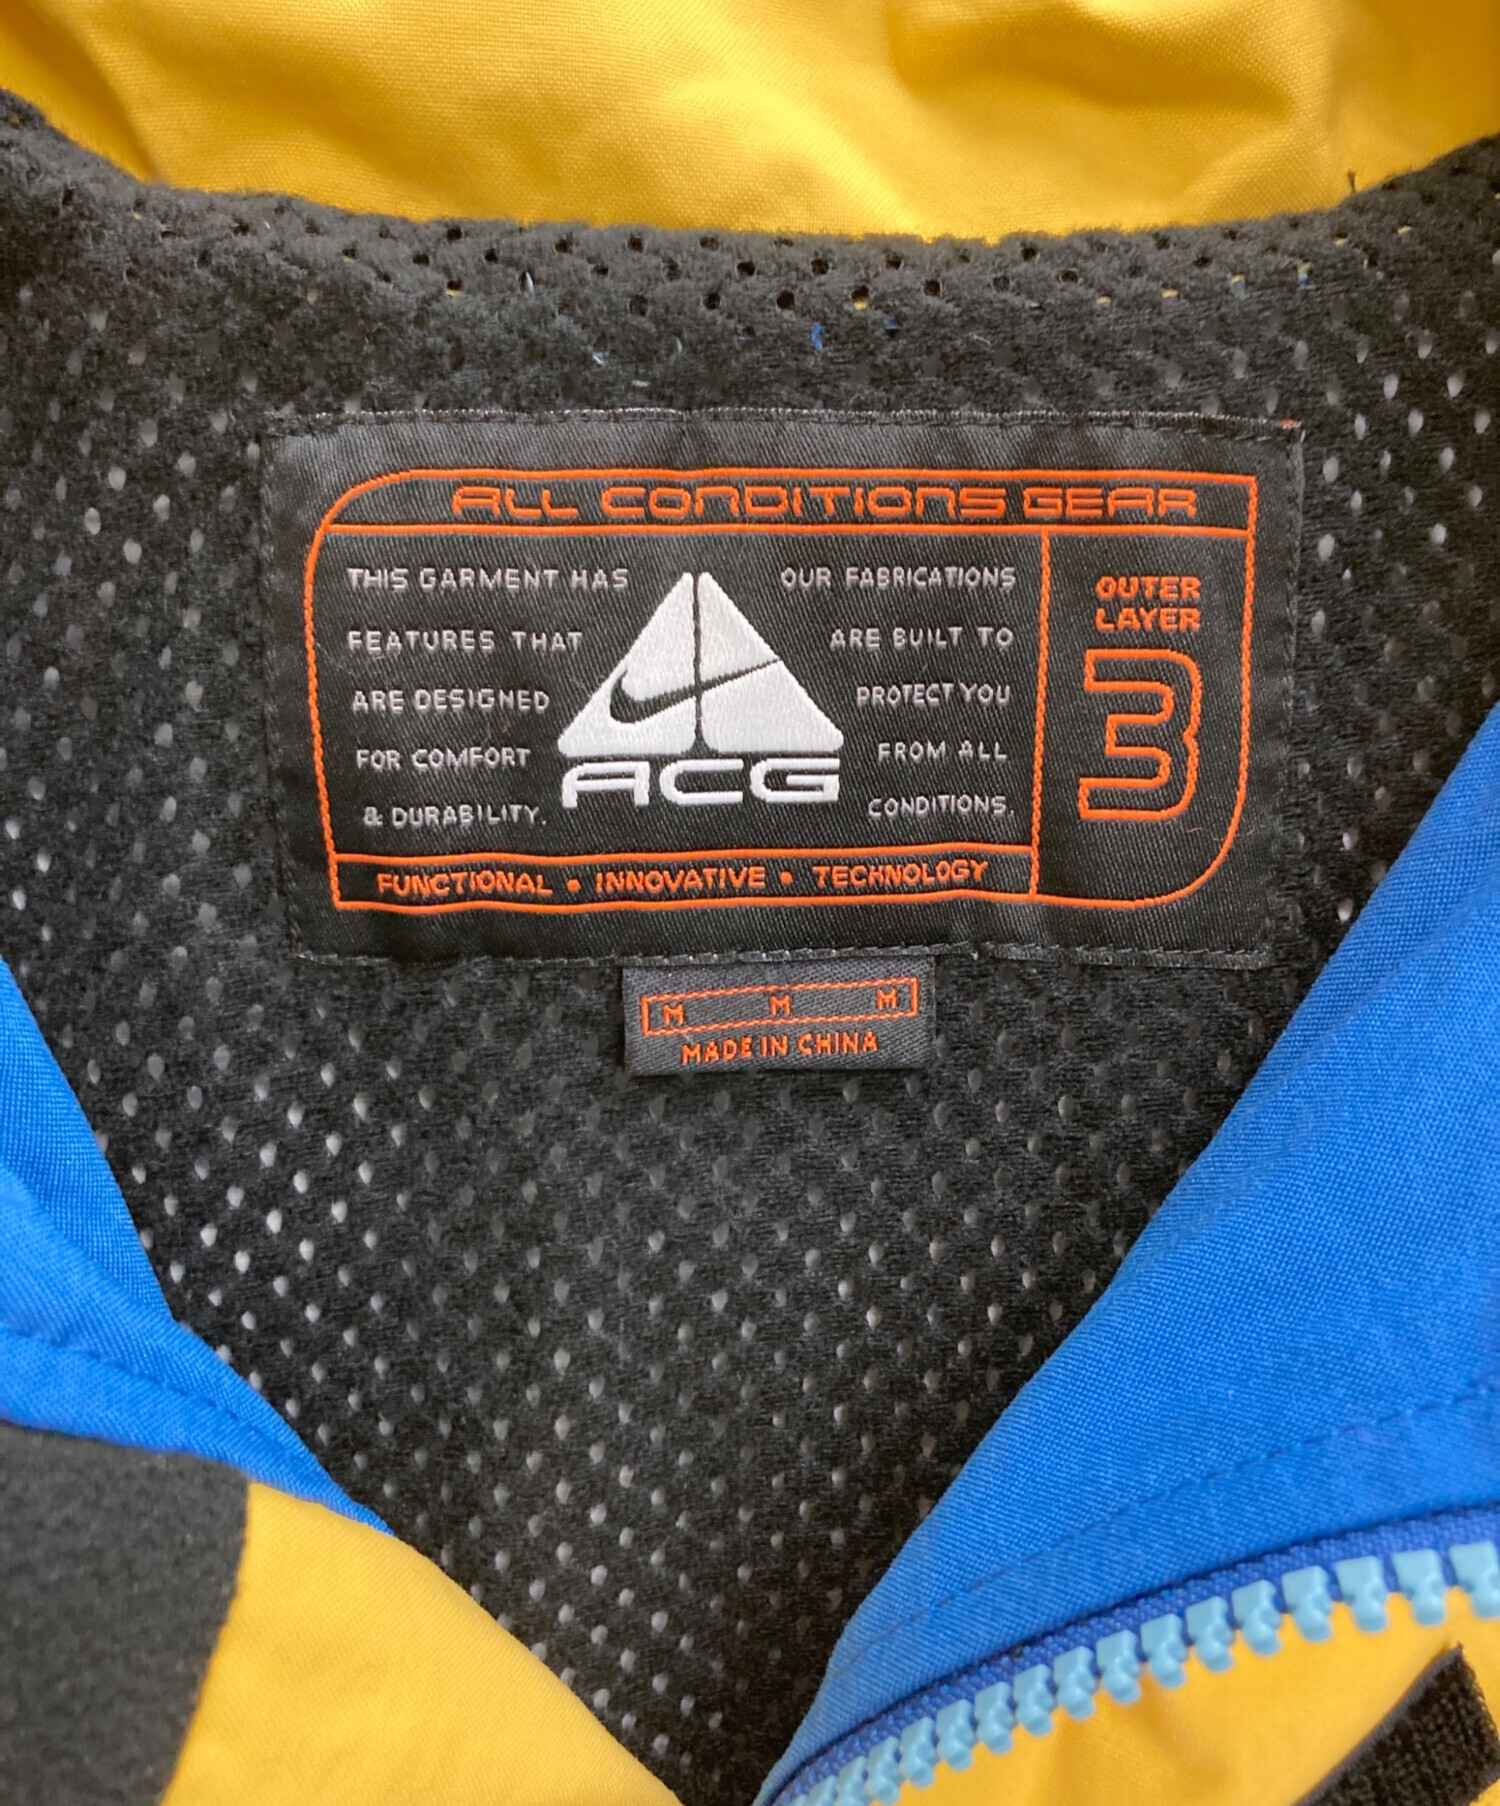 ALL CONDITIONS GEAR
THIS GARMENT HAS
FEATURES THAT
ARE DESIGNED
FOR COMFORT
& DURABILITY.
ACG
OUR FABRICATIONS
ARE BUILT TO
PROTECT YOU
FROM ALL
CONDITIONS.
OUTER
LAYER
3
FUNCTIONAL • INNOVATIVE • TECHNOLOGY
M M M
MADE IN CHINA